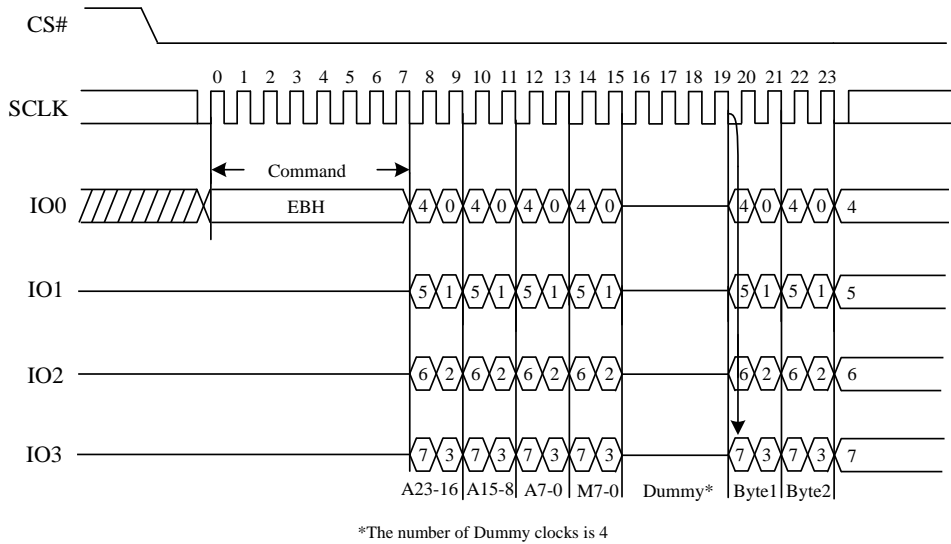 CS#
0 1 2 3 4 5 6 7 8 9 10 11 12 13 14 15 16 17 18 19 20 21 22 23
SCLK
Command
IO0 EBH 4 0 4 0 4 0 4 0 4 0 4 0 4
IO1 5 1 5 1 5 1 5 1 5 1 5 1 5
IO2 6 2 6 2 6 2 6 2 6 2 6 2 6
IO3 7 3 7 3 7 3 7 3 7 3 7 3 7
A23-16 A15-8 A7-0 M7-0 Dummy* Byte1 Byte2
*The number of Dummy clocks is 4